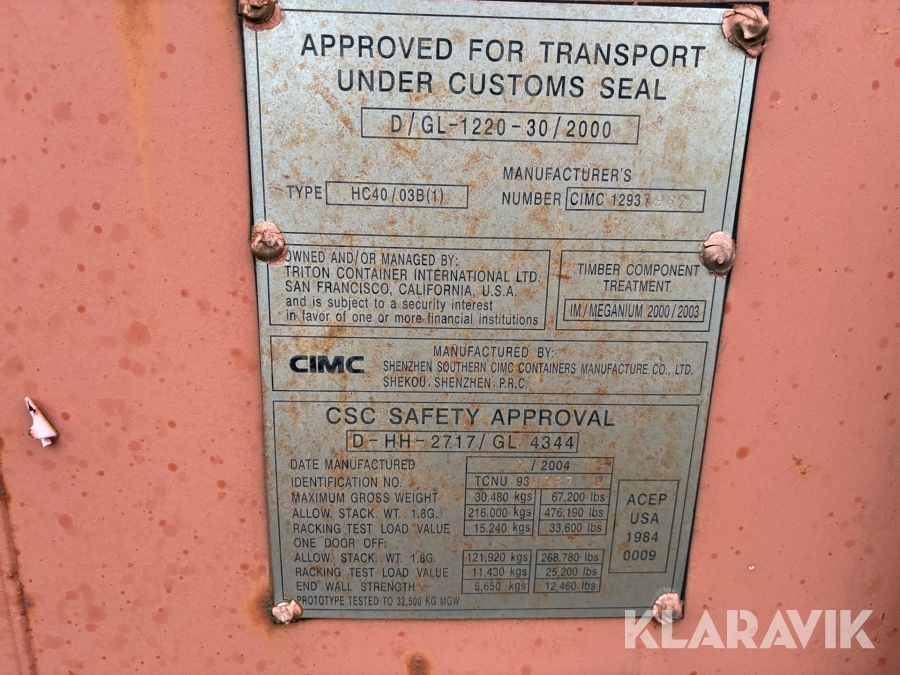 APPROVED FOR TRANSPORT
UNDER CUSTOMS SEAL
D/GL-1220-30/2000
TYPE HC40/03B(1)
MANUFACTURER'S
NUMBER CIMC 1293
OWNED AND/OR MANAGED BY:
TRITON CONTAINER INTERNATIONAL LTD.
SAN FRANCISCO, CALIFORNIA, U.S.A.
and is subject to a security interest
in favor of one or more financial institutions
TIMBER COMPONENT
TREATMENT
IM/MEGANIUM 2000/2003
CIMC
MANUFACTURED BY:
SHENZHEN SOUTHERN CIMC CONTAINERS MANUFACTURE CO., LTD.
SHEKOU, SHENZHEN, P.R.C.
CSC SAFETY APPROVAL
D-HH-2717/GL 4344
DATE MANUFACTURED /2004
IDENTIFICATION NO. TCNU 93
MAXIMUM GROSS WEIGHT 30,480 kgs 67,200 lbs
ALLOW. STACK. WT. 1.8G. 216,000 kgs 476,190 lbs
RACKING TEST LOAD VALUE 15,240 kgs 33,600 lbs
ONE DOOR OFF:
ALLOW. STACK. WT. 1.8G. 121,920 kgs 268,780 lbs
RACKING TEST LOAD VALUE 11,430 kgs 25,200 lbs
END WALL STRENGTH 5,650 kgs 12,460 lbs
PROTOTYPE TESTED TO 32,500 KG MGW
ACEP
USA
1984
0009
KLARAVIK